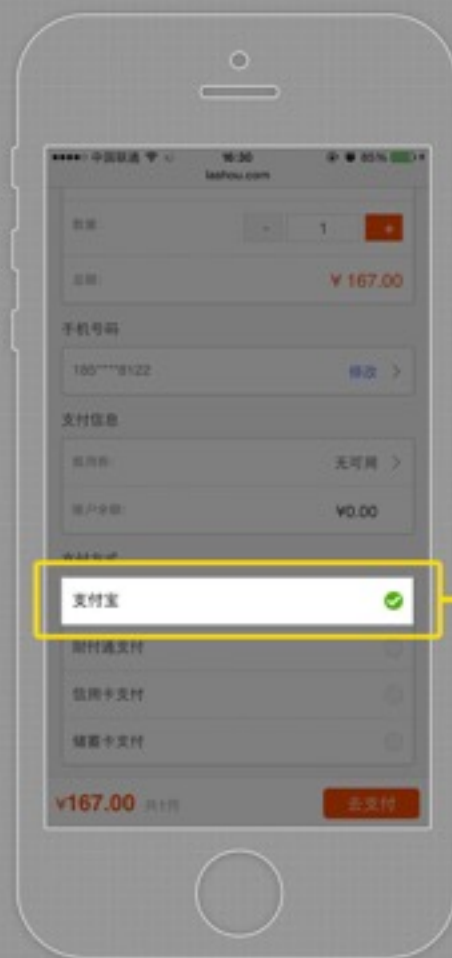 中国联通 16:30 85%
lashou.com
数量: - 1 +
总额: ¥ 167.00
手机号码
185****8122 修改 >
支付信息
抵用券: 无可用 >
账户余额: ¥0.00
支付方式
支付宝
财付通支付
信用卡支付
储蓄卡支付
¥167.00 共1件 去支付